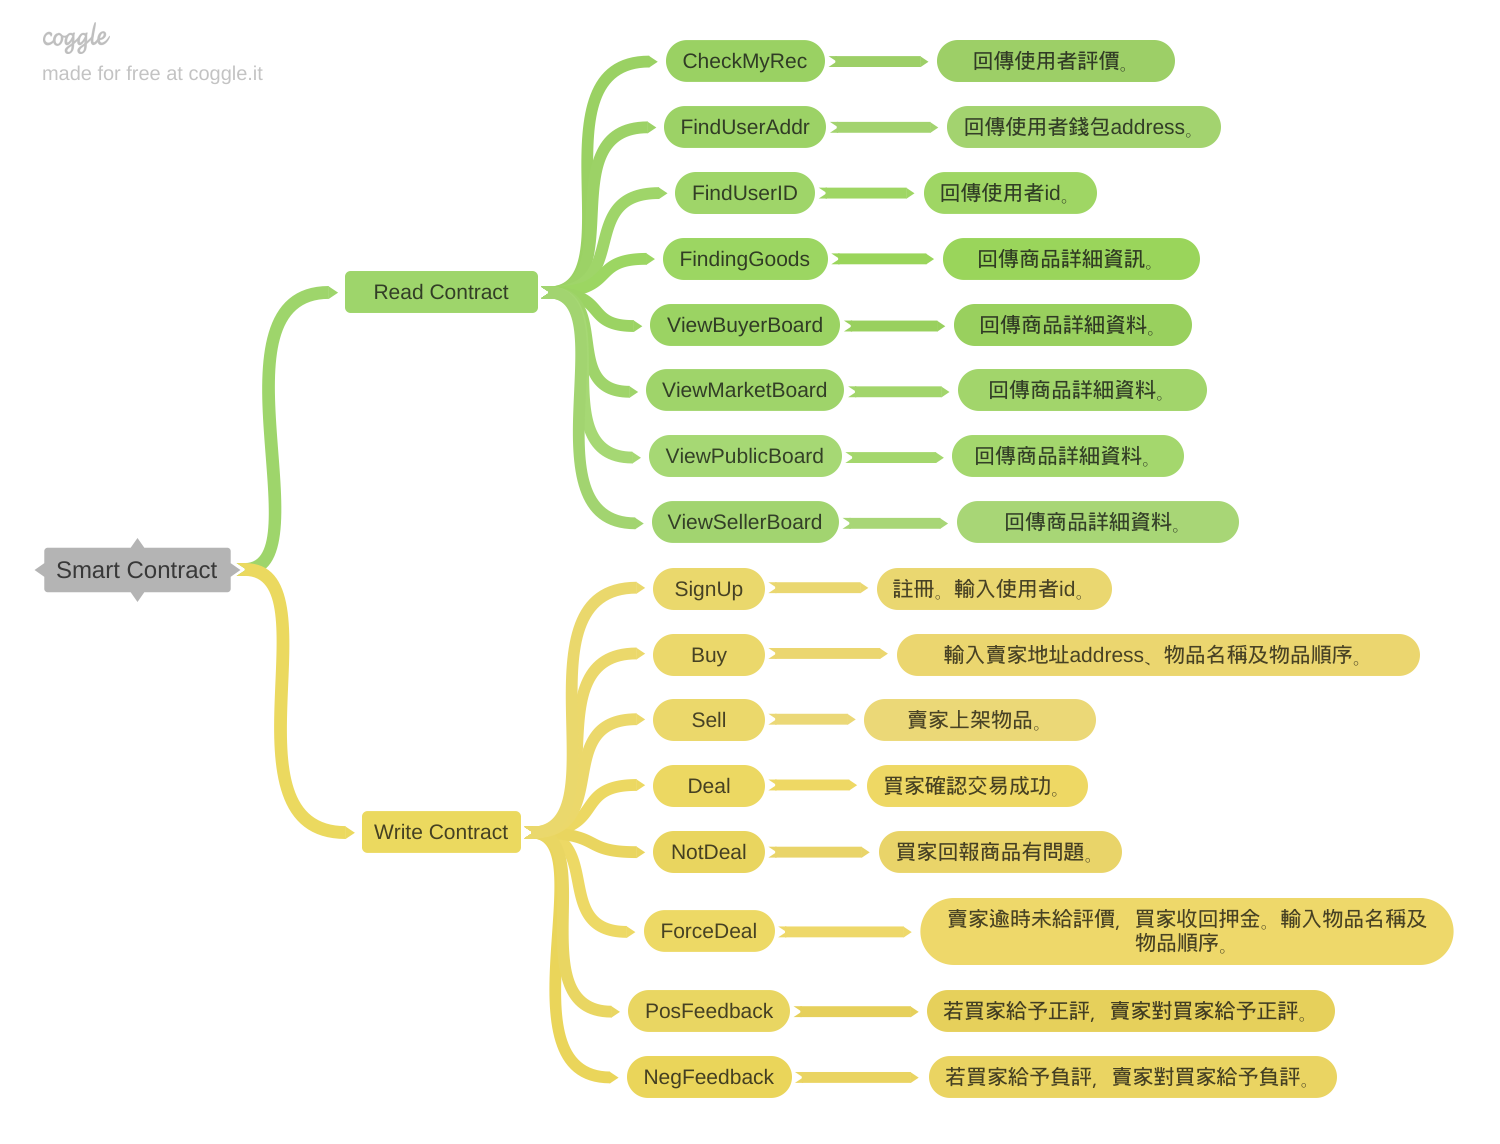 coggle
made for free at coggle.it
Smart Contract
Read Contract
CheckMyRec
回傳使用者評價。
FindUserAddr
回傳使用者錢包address。
FindUserID
回傳使用者id。
FindingGoods
回傳商品詳細資訊。
ViewBuyerBoard
回傳商品詳細資料。
ViewMarketBoard
回傳商品詳細資料。
ViewPublicBoard
回傳商品詳細資料。
ViewSellerBoard
回傳商品詳細資料。
Write Contract
SignUp
註冊。輸入使用者id。
Buy
輸入賣家地址address、物品名稱及物品順序。
Sell
賣家上架物品。
Deal
買家確認交易成功。
NotDeal
買家回報商品有問題。
ForceDeal
賣家逾時未給評價，買家收回押金。輸入物品名稱及
物品順序。
PosFeedback
若買家給予正評，賣家對買家給予正評。
NegFeedback
若買家給予負評，賣家對買家給予負評。